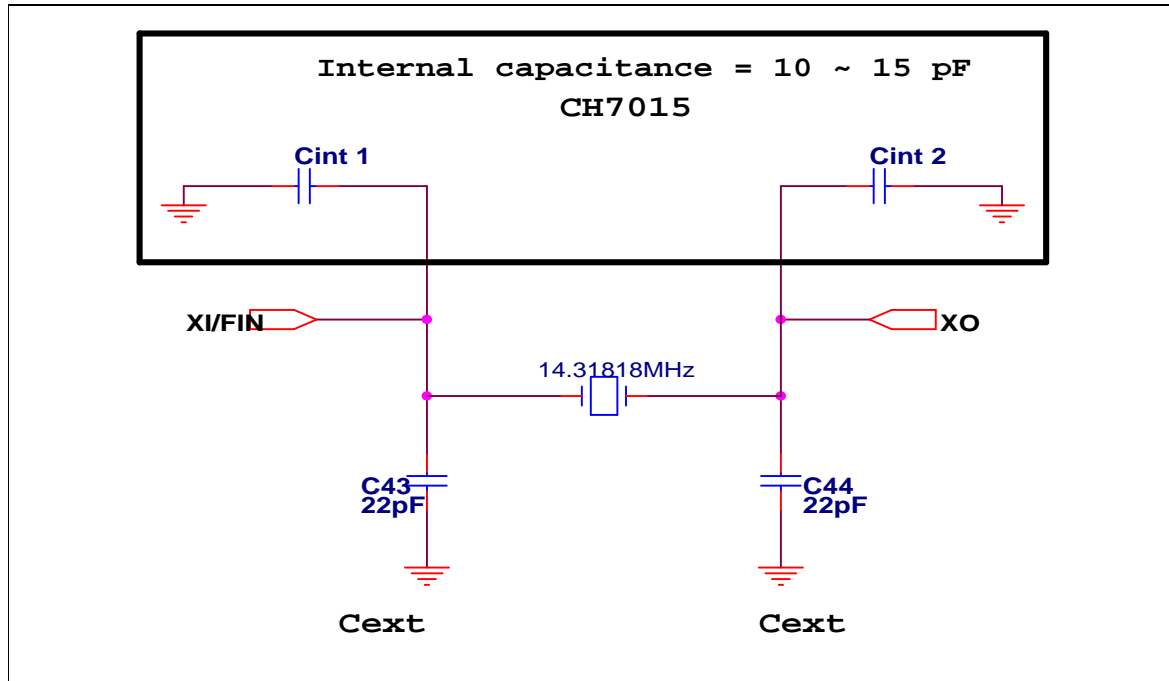 Internal capacitance = 10 ~ 15 pF
CH7015
Cint 1
Cint 2
XI/FIN
XO
14.31818MHz
C43
22pF
C44
22pF
Cext
Cext